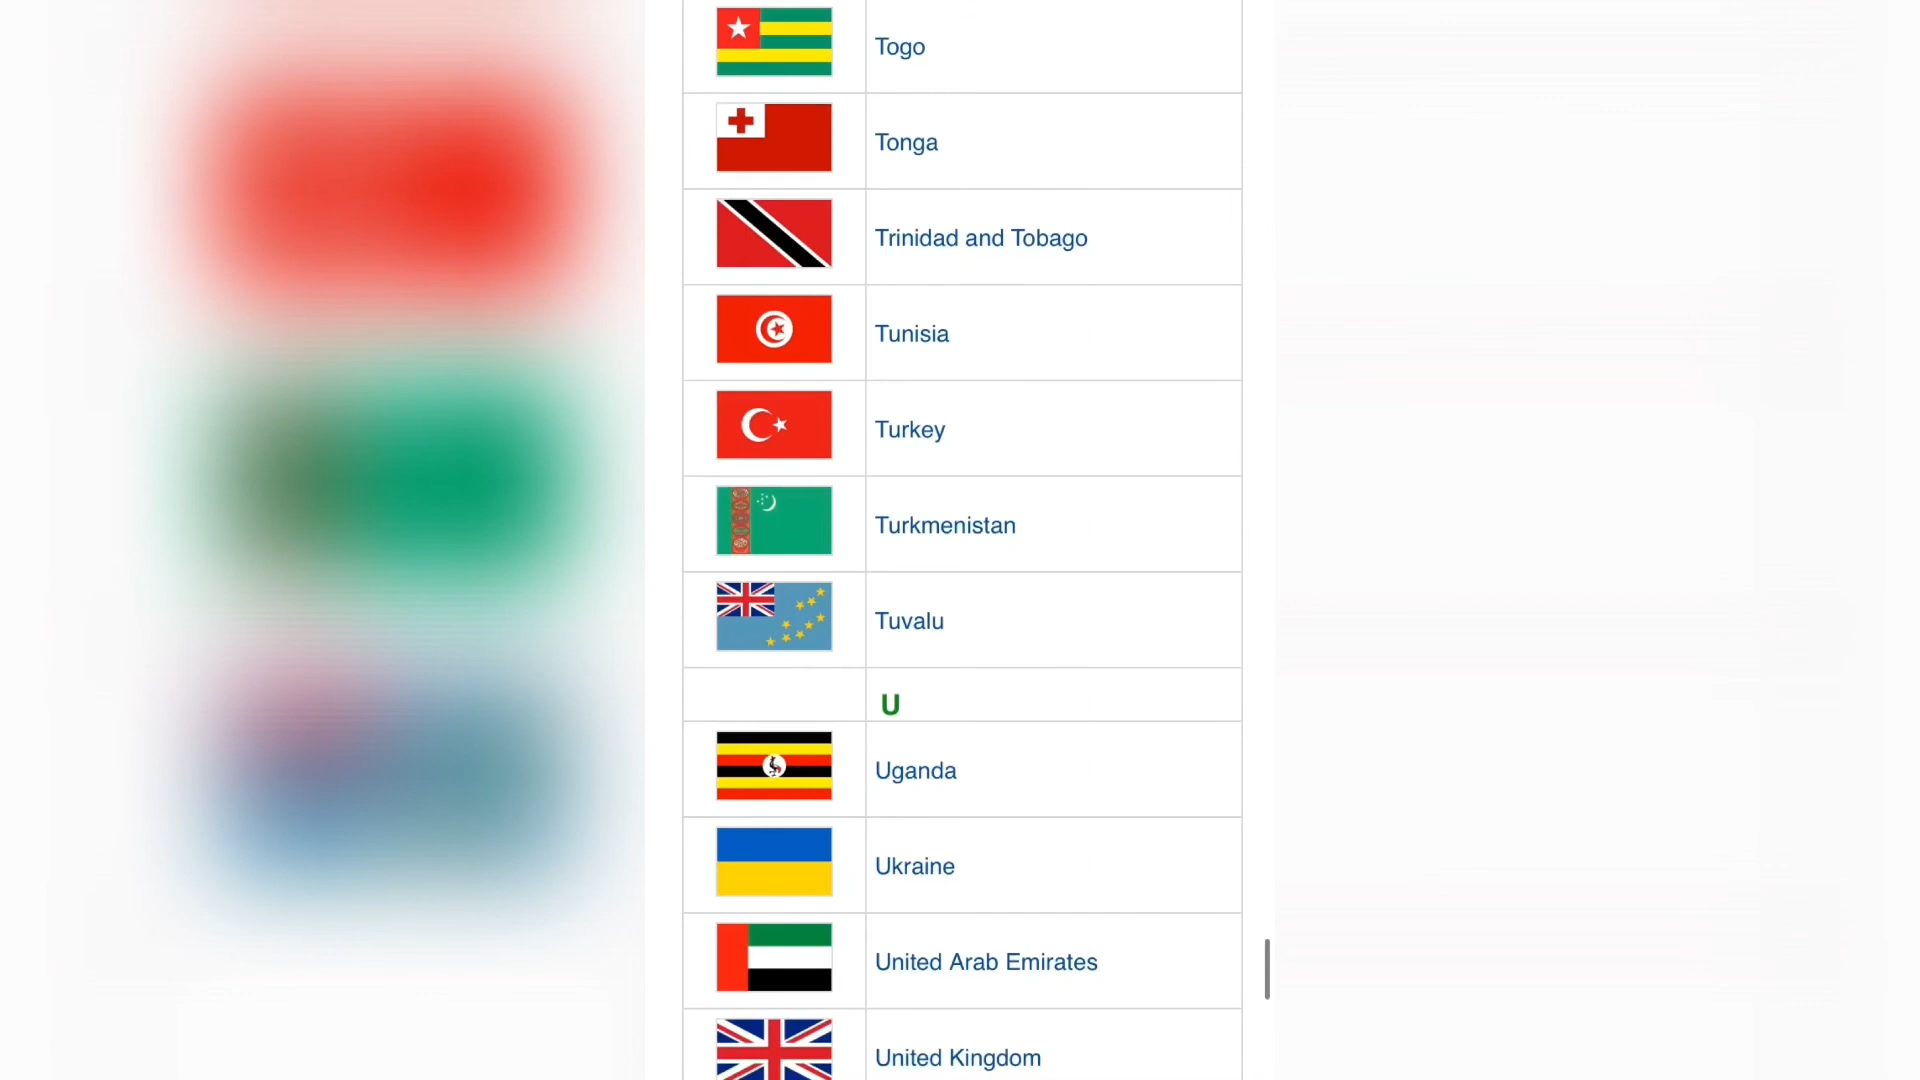 Togo
Tonga
Trinidad and Tobago
Tunisia
Turkey
Turkmenistan
Tuvalu
U
Uganda
Ukraine
United Arab Emirates
United Kingdom